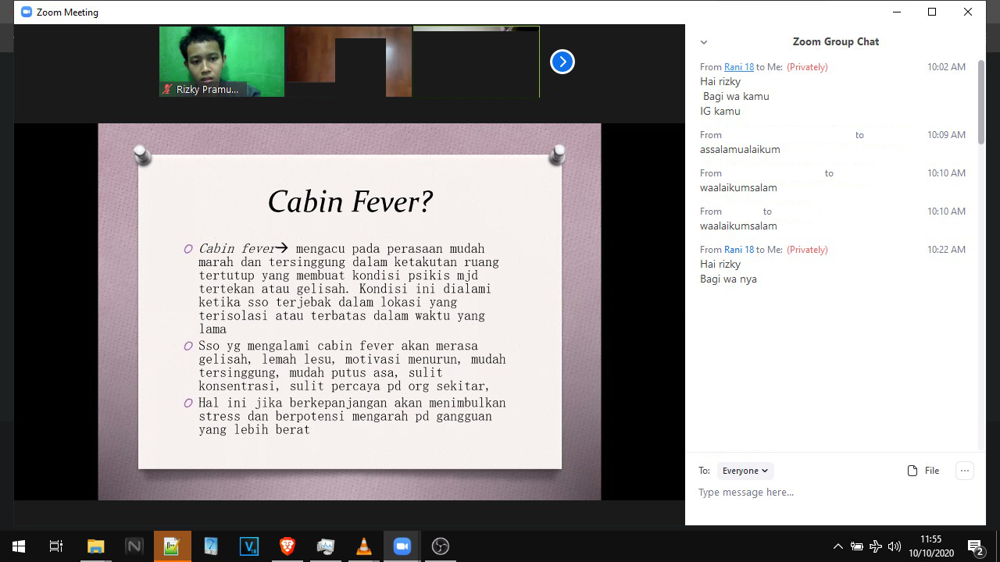 Zoom Meeting
Rizky Pramu...
Cabin Fever?
Cabin fever→ mengacu pada perasaan mudah
marah dan tersinggung dalam ketakutan ruang
tertutup yang membuat kondisi psikis mjd
tertekan atau gelisah. Kondisi ini dialami
ketika sso terjebak dalam lokasi yang
terisolasi atau terbatas dalam waktu yang
lama
Sso yg mengalami cabin fever akan merasa
gelisah, lemah lesu, motivasi menurun, mudah
tersinggung, mudah putus asa, sulit
konsentrasi, sulit percaya pd org sekitar,
Hal ini jika berkepanjangan akan menimbulkan
stress dan berpotensi mengarah pd gangguan
yang lebih berat
Zoom Group Chat
From Rani 18 to Me: (Privately) 10:02 AM
Hai rizky
Bagi wa kamu
IG kamu
From to 10:09 AM
assalamualaikum
From to 10:10 AM
waalaikumsalam
From to 10:10 AM
waalaikumsalam
From Rani 18 to Me: (Privately) 10:22 AM
Hai rizky
Bagi wa nya
To: Everyone File
Type message here...
11:55
10/10/2020
2